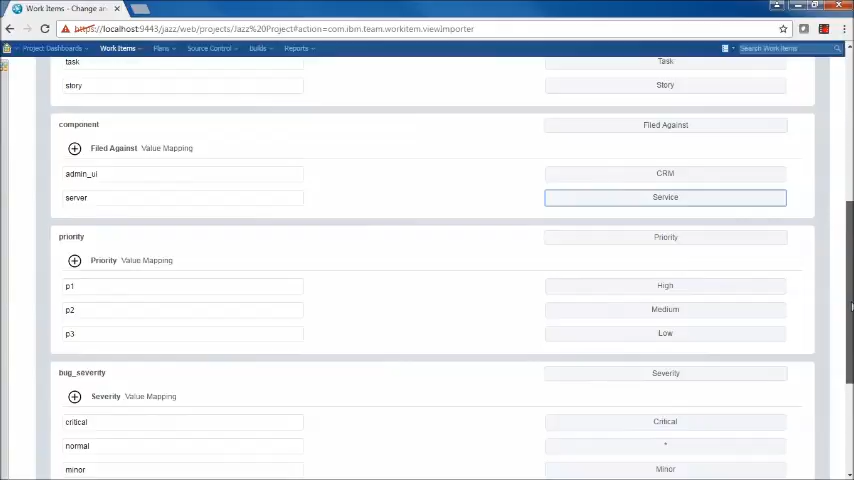 Work Items - Change an
https://localhost:9443/jazz/web/projects/Jazz%20Project#action=com.ibm.team.workitem.viewImporter
Project Dashboards Work Items Plans Source Control Builds Reports Search Work Items
task Task
story Story
component Filed Against
Filed Against Value Mapping
admin_ui CRM
server Service
priority Priority
Priority Value Mapping
p1 High
p2 Medium
p3 Low
bug_severity Severity
Severity Value Mapping
critical Critical
normal *
minor Minor